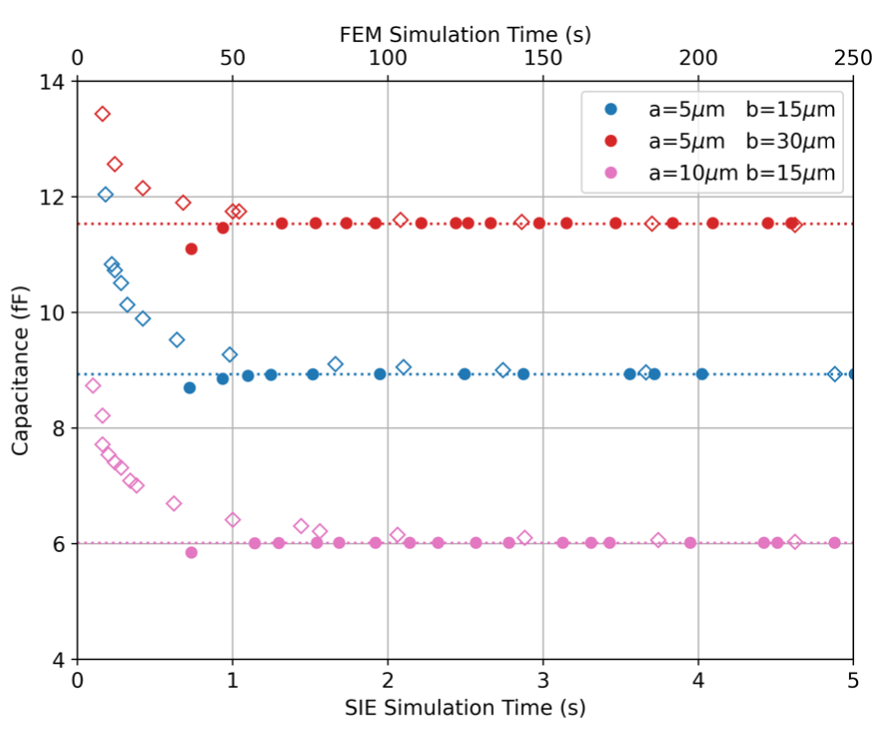 FEM Simulation Time (s)
0 50 100 150 200 250
14
12
10
8
6
4
Capacitance (fF)
a=5μm b=15μm
a=5μm b=30μm
a=10μm b=15μm
0 1 2 3 4 5
SIE Simulation Time (s)